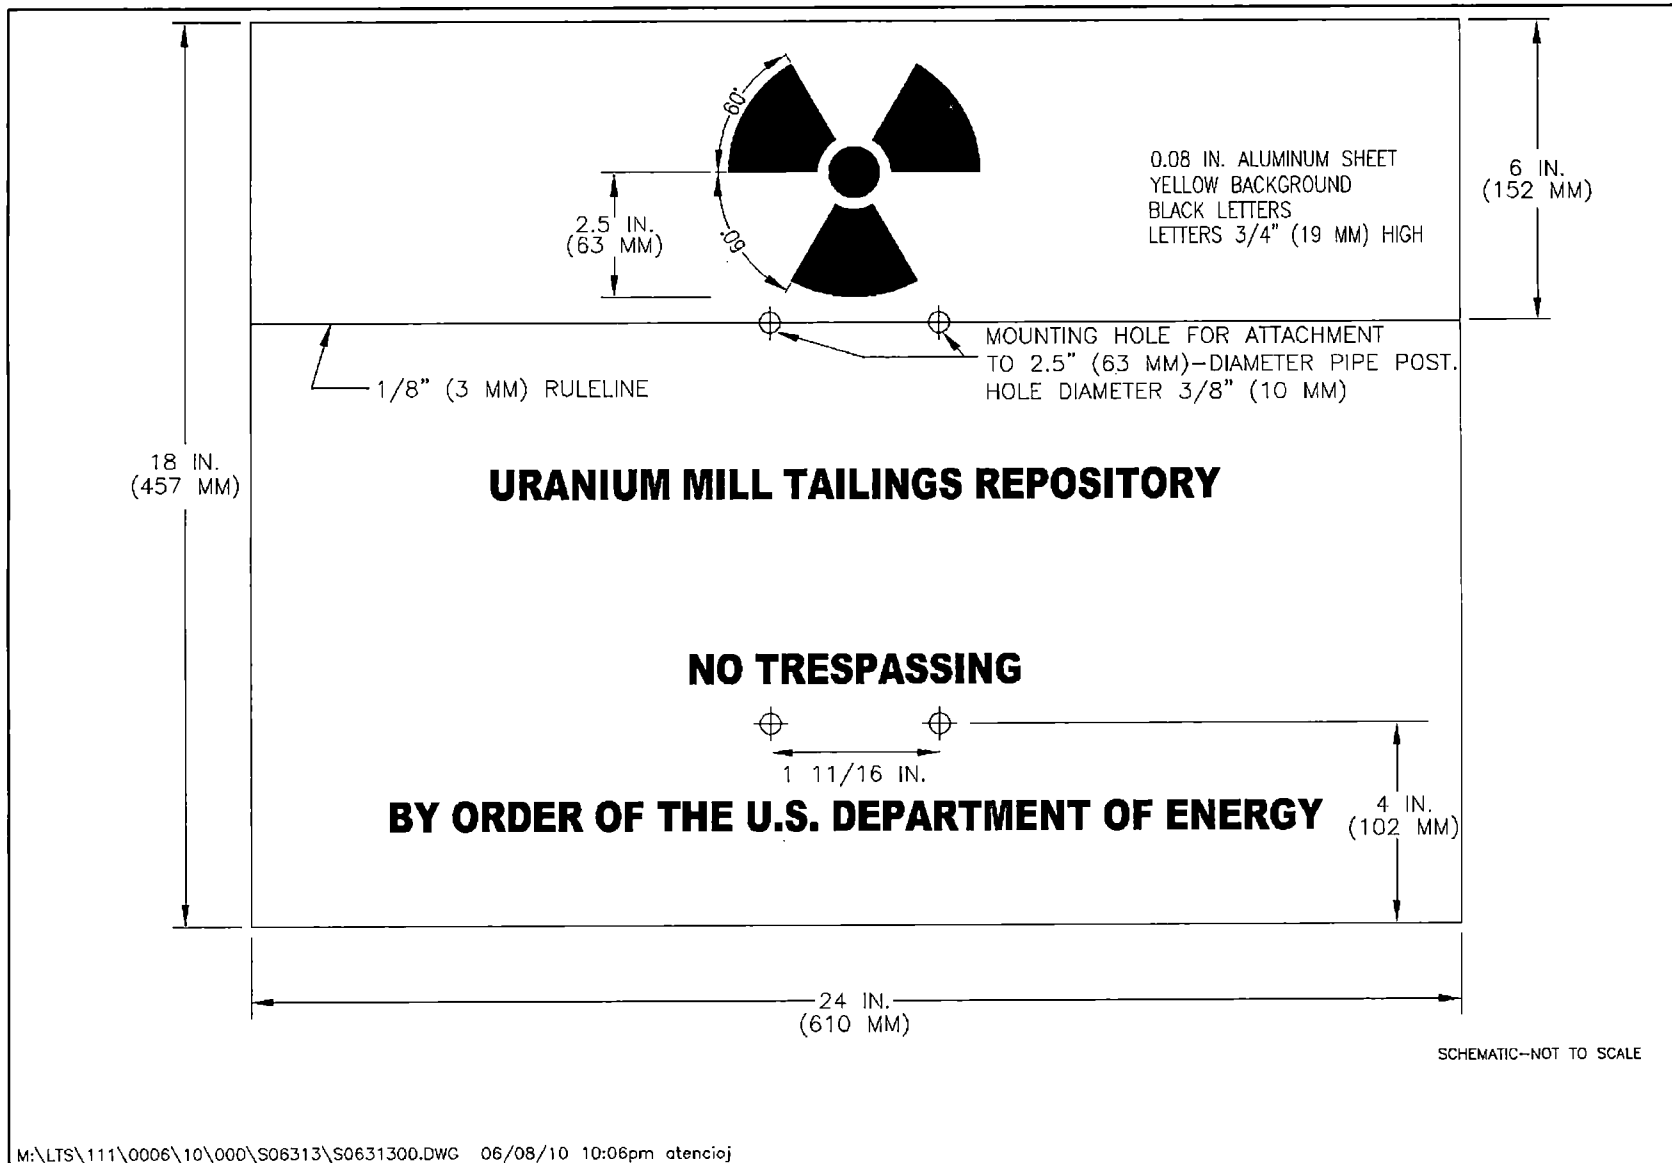 60°
60°
2.5 IN.
(63 MM)
0.08 IN. ALUMINUM SHEET
YELLOW BACKGROUND
BLACK LETTERS
LETTERS 3/4" (19 MM) HIGH
6 IN.
(152 MM)
MOUNTING HOLE FOR ATTACHMENT
TO 2.5" (63 MM)-DIAMETER PIPE POST.
HOLE DIAMETER 3/8" (10 MM)
1/8" (3 MM) RULELINE
18 IN.
(457 MM)
URANIUM MILL TAILINGS REPOSITORY
NO TRESPASSING
1 11/16 IN.
BY ORDER OF THE U.S. DEPARTMENT OF ENERGY
4 IN.
(102 MM)
24 IN.
(610 MM)
SCHEMATIC-NOT TO SCALE
M:\LTS\111\0006\10\000\S06313\S0631300.DWG 06/08/10 10:06pm atencioj